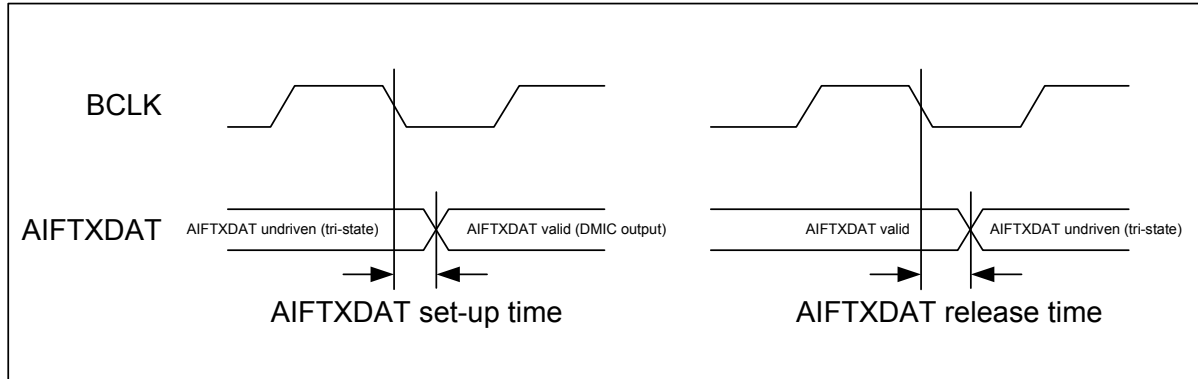 BCLK
AIFTXDAT
AIFTXDAT undriven (tri-state)
AIFTXDAT valid (DMIC output)
AIFTXDAT valid
AIFTXDAT undriven (tri-state)
AIFTXDAT set-up time
AIFTXDAT release time